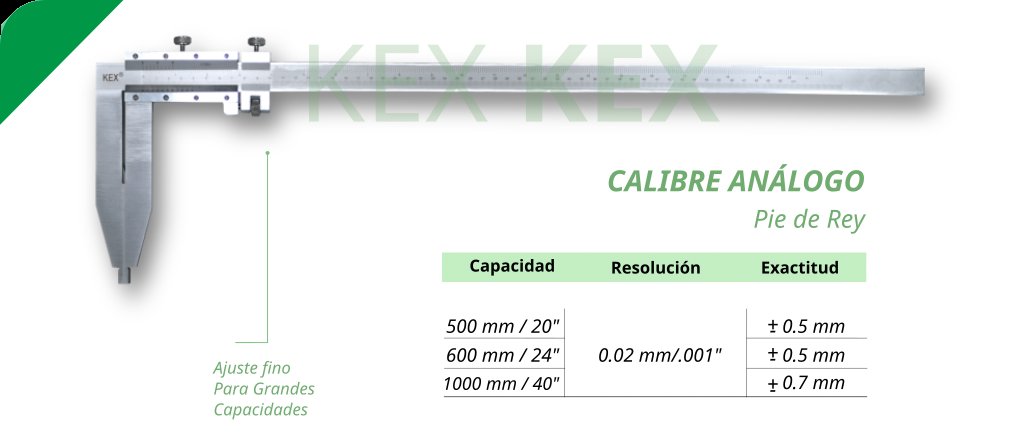 KEX®
KEX KEX
CALIBRE ANÁLOGO
Pie de Rey
Capacidad Resolución Exactitud
500 mm / 20" ± 0.5 mm
600 mm / 24" 0.02 mm/.001" ± 0.5 mm
1000 mm / 40" ± 0.7 mm
Ajuste fino
Para Grandes
Capacidades